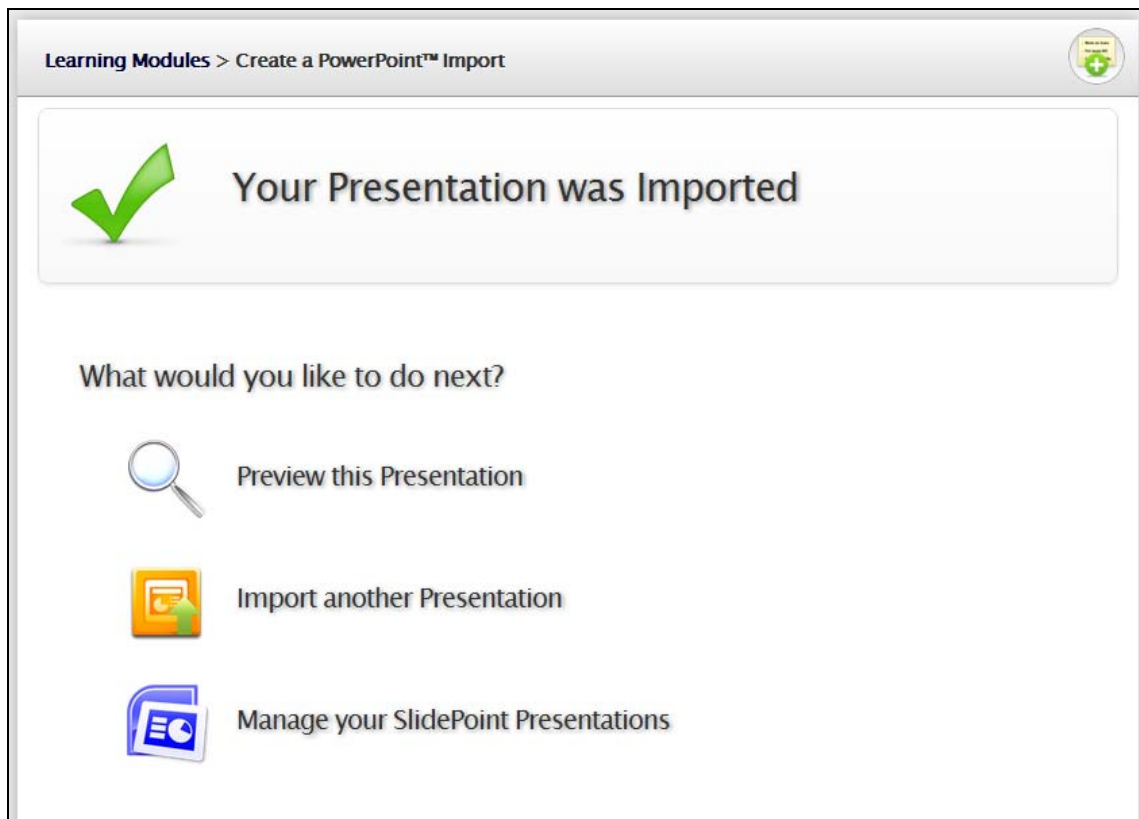 Learning Modules > Create a PowerPoint™ Import
Your Presentation was Imported
What would you like to do next?
Preview this Presentation
Import another Presentation
Manage your SlidePoint Presentations